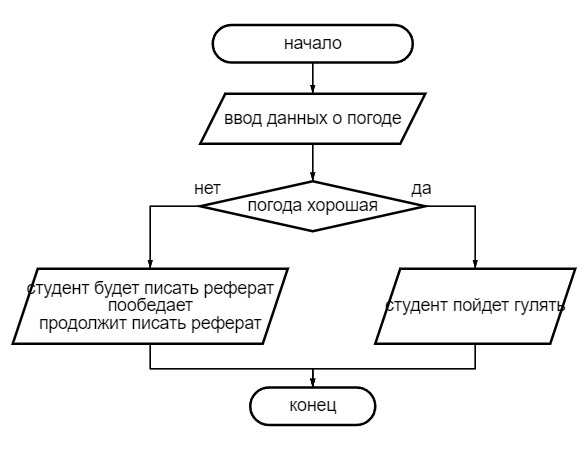 начало
ввод данных о погоде
нет
да
погода хорошая
студент будет писать реферат
пообедает
продолжит писать реферат
студент пойдет гулять
конец